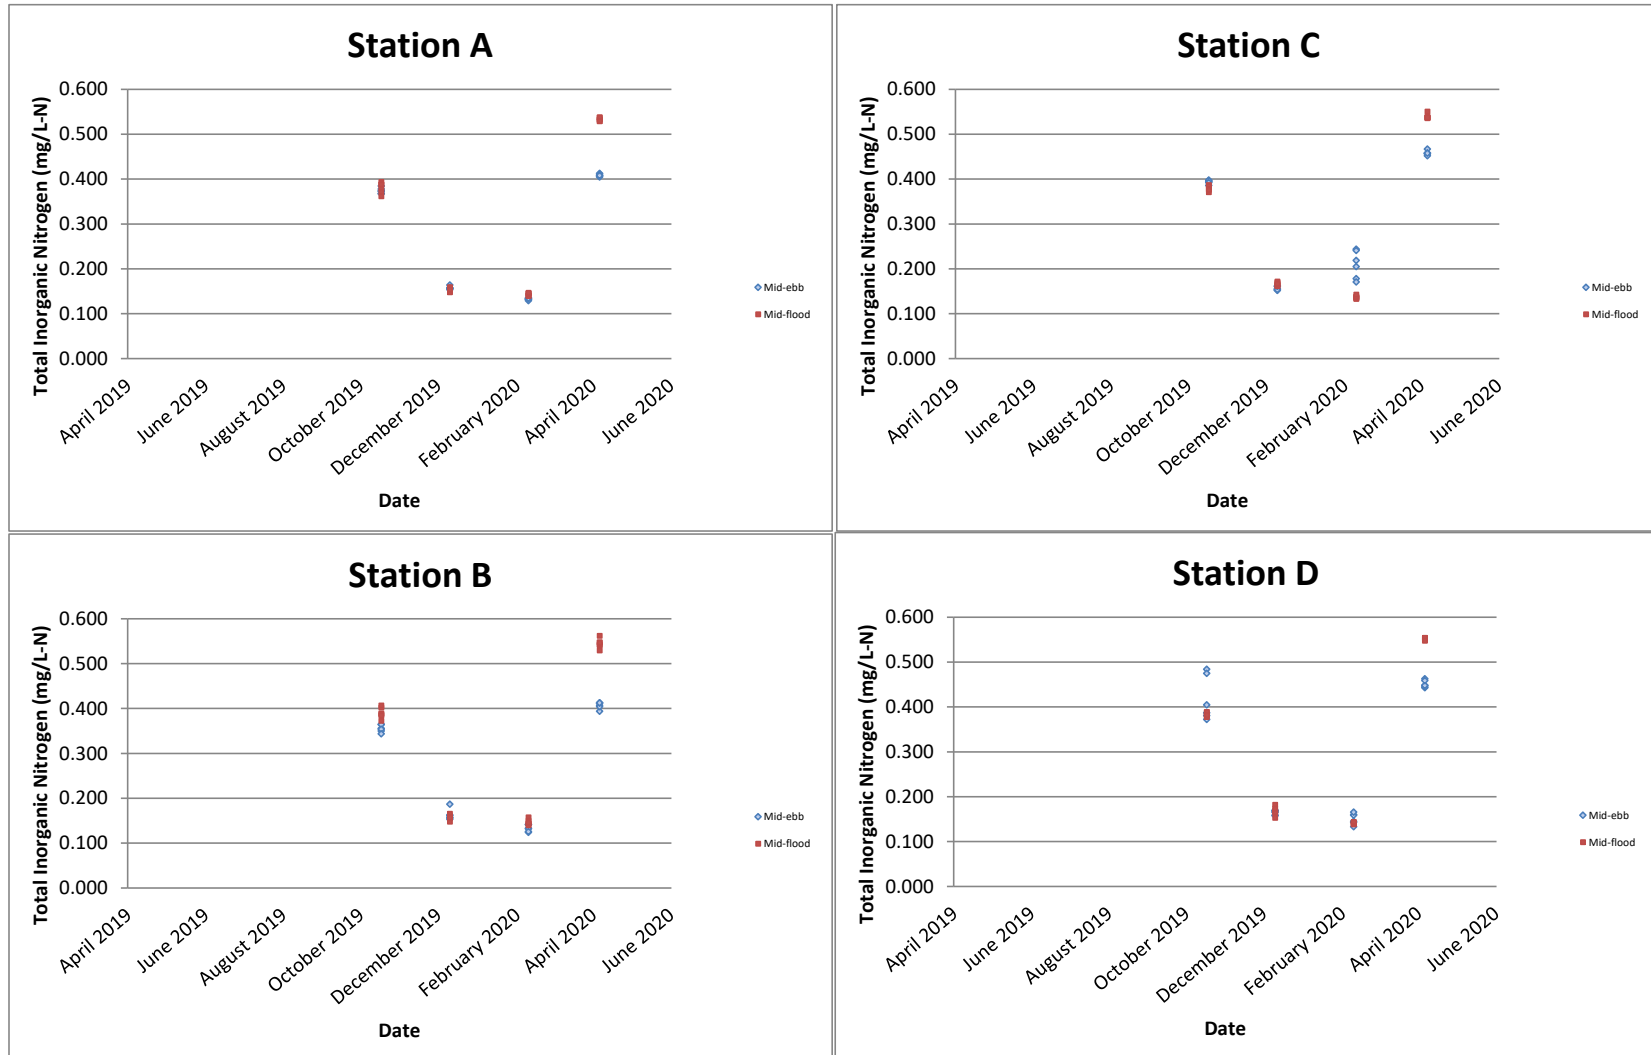 Station A
Total Inorganic Nitrogen (mg/L-N)
0.600
0.500
0.400
0.300
0.200
0.100
0.000
April 2019
June 2019
August 2019
October 2019
December 2019
February 2020
April 2020
June 2020
Date
Mid-ebb
Mid-flood
Station C
Total Inorganic Nitrogen (mg/L-N)
0.600
0.500
0.400
0.300
0.200
0.100
0.000
April 2019
June 2019
August 2019
October 2019
December 2019
February 2020
April 2020
June 2020
Date
Mid-ebb
Mid-flood
Station B
Total Inorganic Nitrogen (mg/L-N)
0.600
0.500
0.400
0.300
0.200
0.100
0.000
April 2019
June 2019
August 2019
October 2019
December 2019
February 2020
April 2020
June 2020
Date
Mid-ebb
Mid-flood
Station D
Total Inorganic Nitrogen (mg/L-N)
0.600
0.500
0.400
0.300
0.200
0.100
0.000
April 2019
June 2019
August 2019
October 2019
December 2019
February 2020
April 2020
June 2020
Date
Mid-ebb
Mid-flood